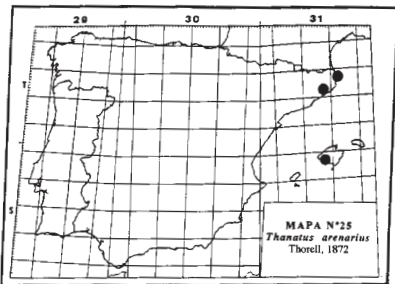 29 30 31
T
S
MAPA N°25
Thanatus arenarius
Thorell, 1872